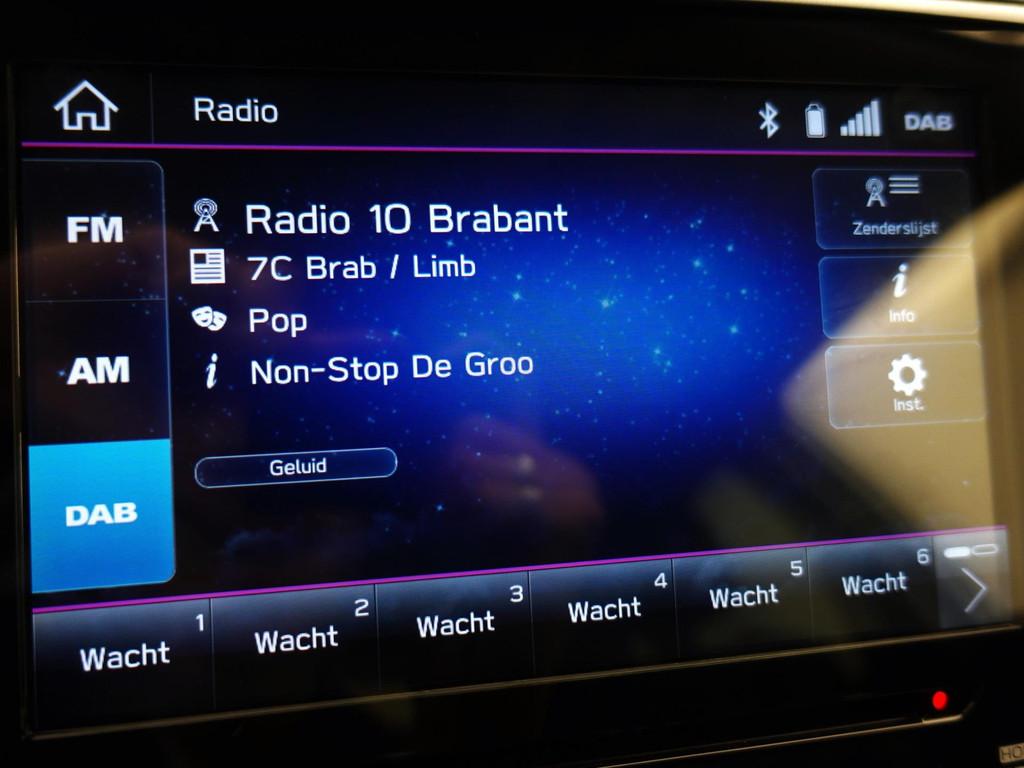 Radio
DAB
FM
AM
DAB
Radio 10 Brabant
7C Brab / Limb
Pop
Non-Stop De Groo
Geluid
Zenderslijst
Info
Inst.
1
Wacht
2
Wacht
3
Wacht
4
Wacht
5
Wacht
6
Wacht